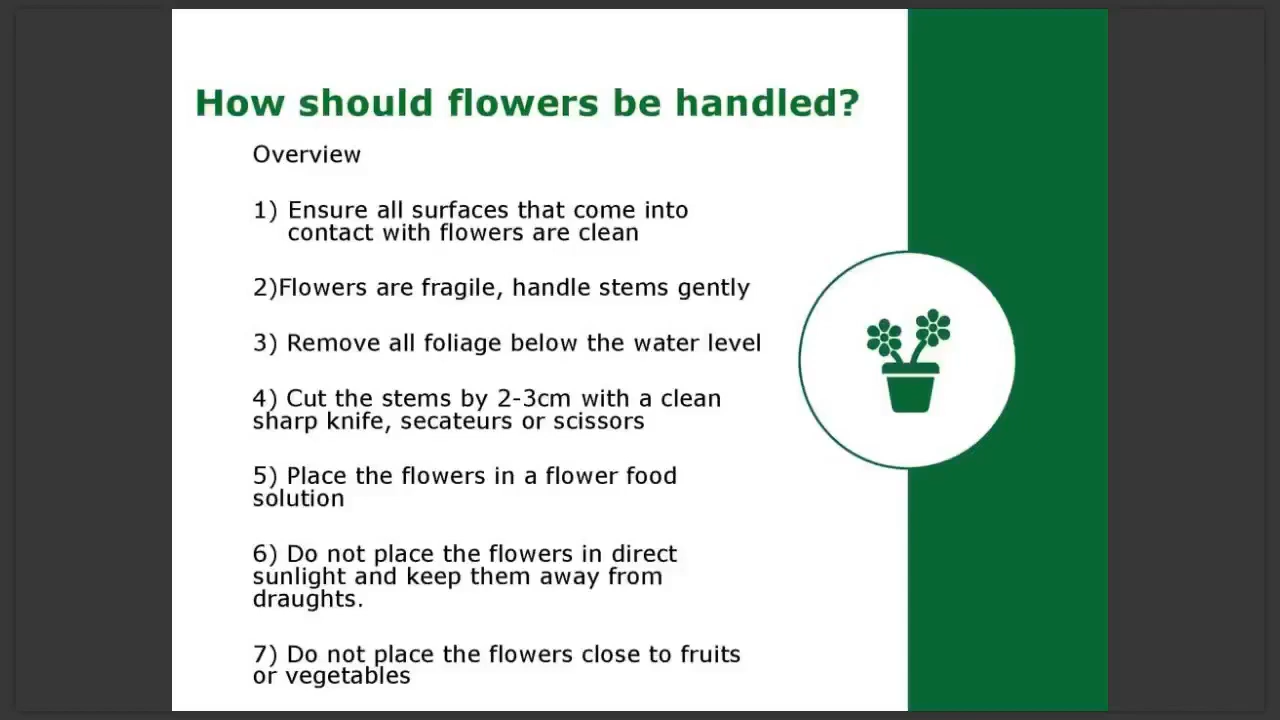 How should flowers be handled?
Overview
1) Ensure all surfaces that come into
contact with flowers are clean
2)Flowers are fragile, handle stems gently
3) Remove all foliage below the water level
4) Cut the stems by 2-3cm with a clean
sharp knife, secateurs or scissors
5) Place the flowers in a flower food
solution
6) Do not place the flowers in direct
sunlight and keep them away from
draughts.
7) Do not place the flowers close to fruits
or vegetables